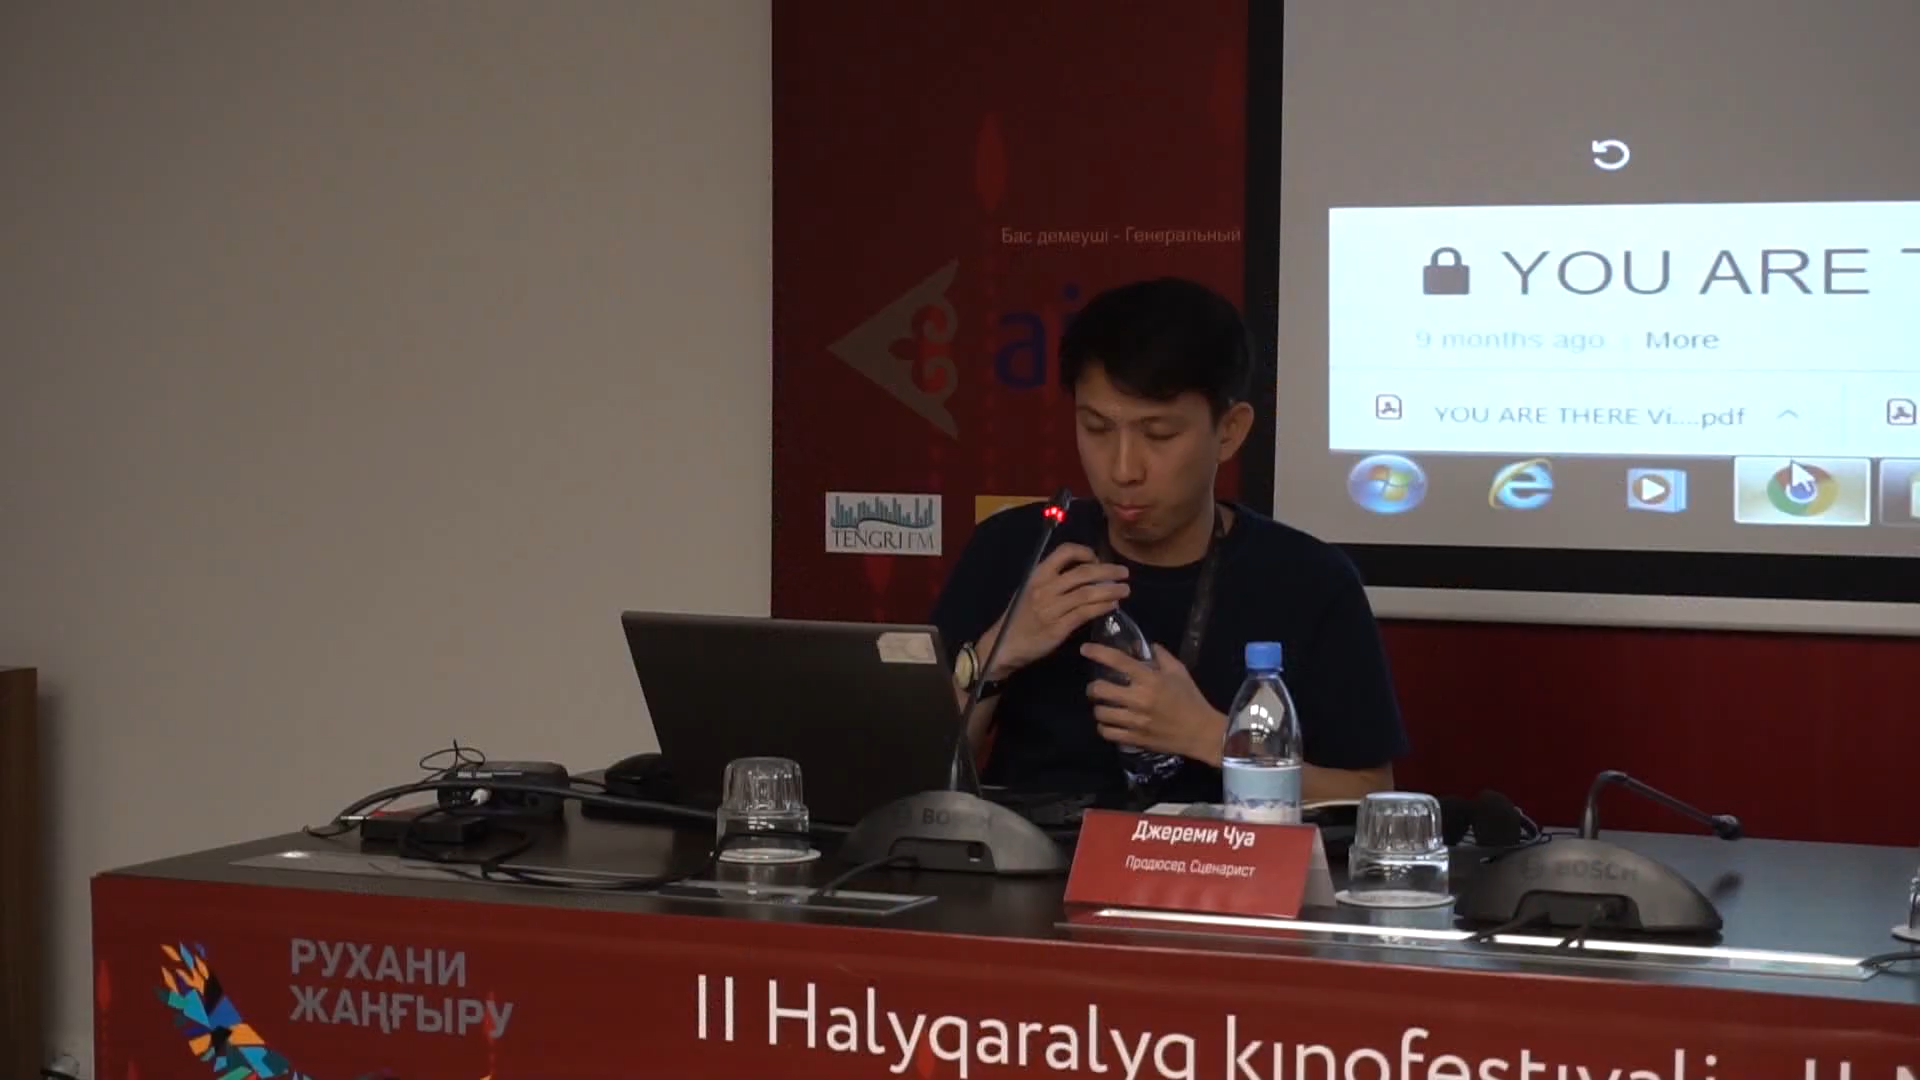 Бас демеуші - Генеральный
YOU ARE
9 months ago
More
YOU ARE THERE Vi....pdf
TENGRI FM
BOSCH
Джереми Чуа
Продюсер, Сценарист
BOSCH
РУХАНИ
ЖАҢҒЫРУ
II Halyqaralyq kınofestıvali